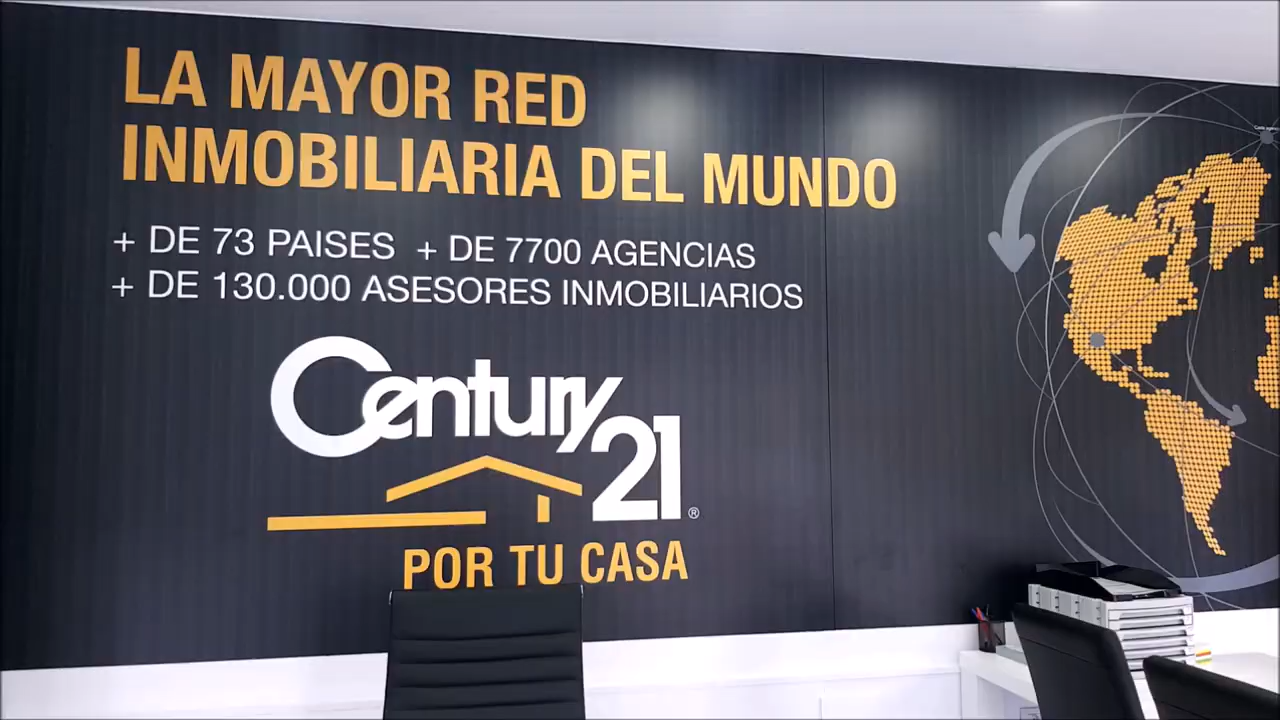 LA MAYOR RED
INMOBILIARIA DEL MUNDO
+ DE 73 PAISES + DE 7700 AGENCIAS
+ DE 130.000 ASESORES INMOBILIARIOS
Century
21®
POR TU CASA